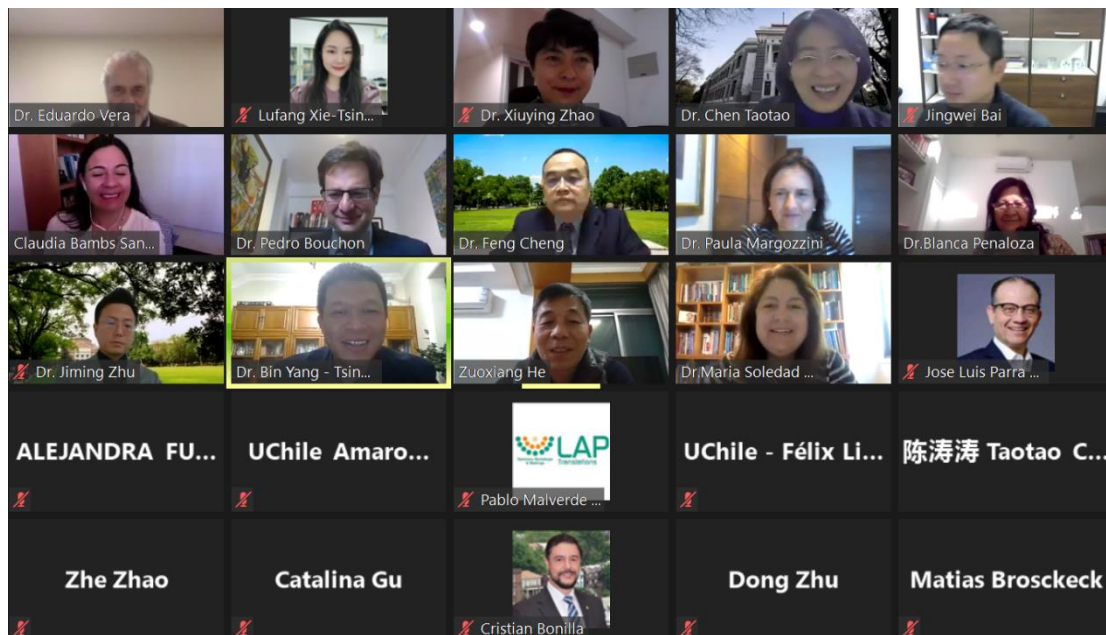 Dr. Eduardo Vera
Lufang Xie-Tsin...
Dr. Xiuying Zhao
Dr. Chen Taotao
Jingwei Bai
Claudia Bambs San...
Dr. Pedro Bouchon
Dr. Feng Cheng
Dr. Paula Margozzini
Dr.Blanca Penaloza
Dr. Jiming Zhu
Dr. Bin Yang - Tsin...
Zuoxiang He
Dr.Maria Soledad ...
Jose Luis Parra ...
ALEJANDRA FU...
UChile Amaro...
LAP
Translations
Pablo Malverde ...
UChile - Félix Li...
陈涛涛 Taotao C...
Zhe Zhao
Catalina Gu
Cristian Bonilla
Dong Zhu
Matias Brosckeck